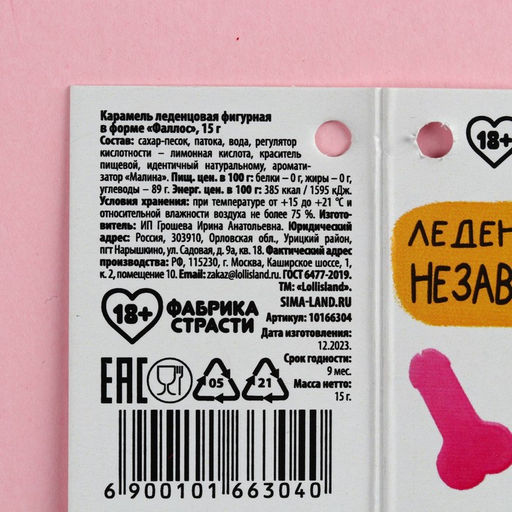 Карамель леденцовая фигурная
в форме «Фаллос», 15 г
Состав: сахар-песок, патока, вода, регулятор
кислотности – лимонная кислота, краситель
пищевой, идентичный натуральному, аромати-
затор «Малина». Пищ. цен. в 100 г: белки – 0 г, жиры – 0 г,
углеводы – 89 г. Энерг. цен. в 100 г: 385 ккал / 1595 кДж.
Условия хранения: при температуре от +15 до +21 °С и
относительной влажности воздуха не более 75 %. Изгото-
витель: ИП Грошева Ирина Анатольевна. Юридический
адрес: Россия, 303910, Орловская обл., Урицкий район,
пгт Нарышкино, ул. Садовая, д. 9а, кв. 18. Фактический адрес
производства: РФ, 115230, г. Москва, Каширское шоссе, 1,
к. 2, помещение 10. Email: zakaz@lollisland.ru. ГОСТ 6477-2019.
ТМ: «Lollisland».
SIMA-LAND.RU
Артикул: 10166304
18+ ФАБРИКА
СТРАСТИ
Дата изготовления:
12.2023.
Срок годности:
9 мес.
Масса нетто:
15 г.
EAC
05
21
6 900101 663040
18+
ЛЕДЕН
НЕЗАВ